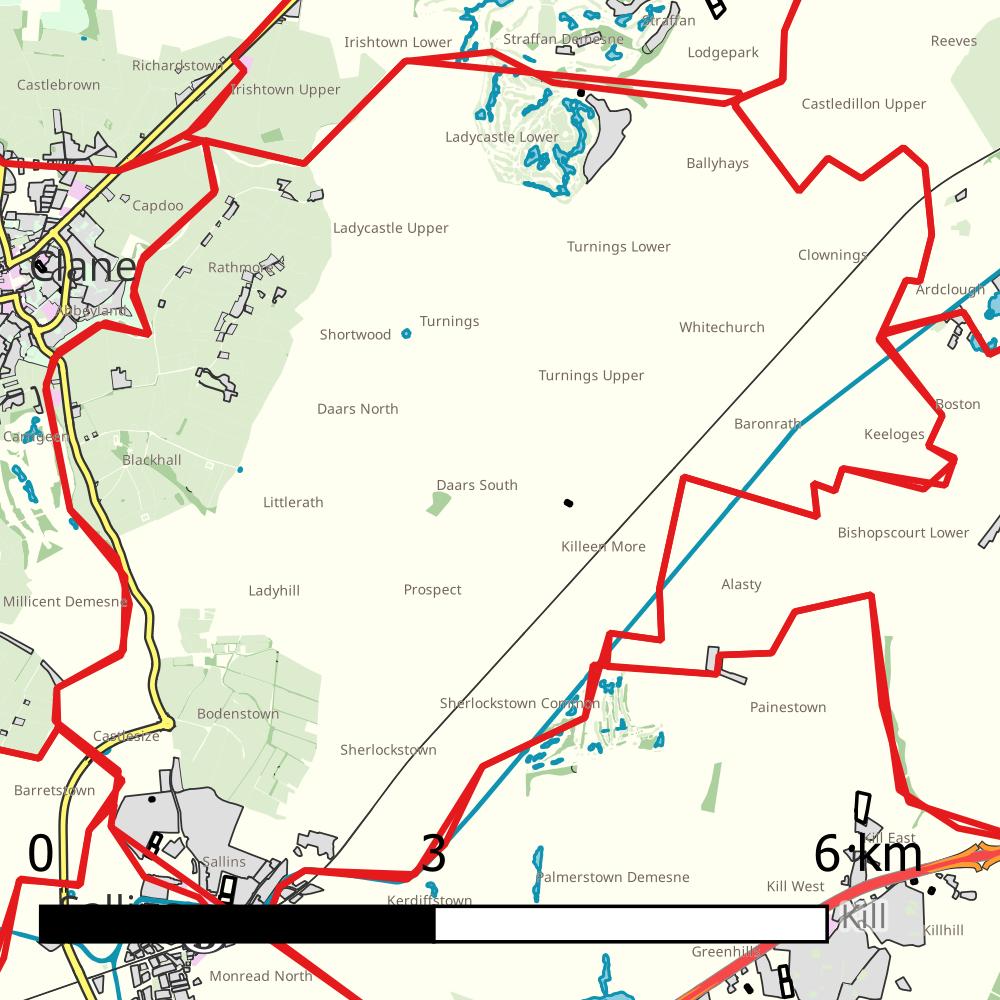 Straffan
Straffan Demesne
Irishtown Lower
Reeves
Lodgepark
Richardstown
Castlebrown
Irishtown Upper
Castledillon Upper
Ladycastle Lower
Ballyhays
Capdoo
Ladycastle Upper
Turnings Lower
Clownings
Clane
Rathmore
Ardclough
Abbeyland
Turnings
Whitechurch
Shortwood
Turnings Upper
Daars North
Boston
Baronrath
Keeloges
Carrigeen
Blackhall
Daars South
Littlerath
Bishopscourt Lower
Killeen More
Alasty
Ladyhill
Prospect
Millicent Demesne
Sherlockstown Common
Painestown
Bodenstown
Castlesize
Sherlockstown
Barretstown
Kill East
0 3 6 km
Sallins
Palmerstown Demesne
Kill West
Kerdiffstown
Sallins
Kill
Killhill
Greenhills
Monread North